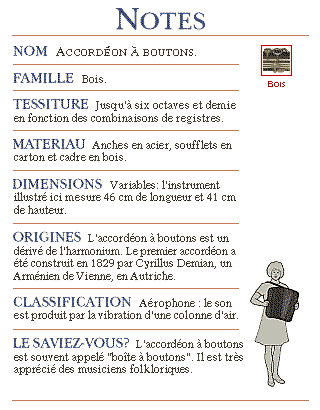 NOTES
NOM ACCORDÉON À BOUTONS.
Bois
FAMILLE Bois.
TESSITURE Jusqu'à six octaves et demie
en fonction des combinaisons de registres.
MATERIAU Anches en acier, soufflets en
carton et cadre en bois.
DIMENSIONS Variables: l'instrument
illustré ici mesure 46 cm de longueur et 41 cm
de hauteur.
ORIGINES L'accordéon à boutons est un
dérivé de l'harmonium. Le premier accordéon a
été construit en 1829 par Cyrillus Demian, un
Arménien de Vienne, en Autriche.
CLASSIFICATION Aérophone : le son
est produit par la vibration d'une colonne d'air.
LE SAVIEZ-VOUS? L'accordéon à boutons
est souvent appelé "boîte à boutons". Il est très
apprécié des musiciens folkloriques.